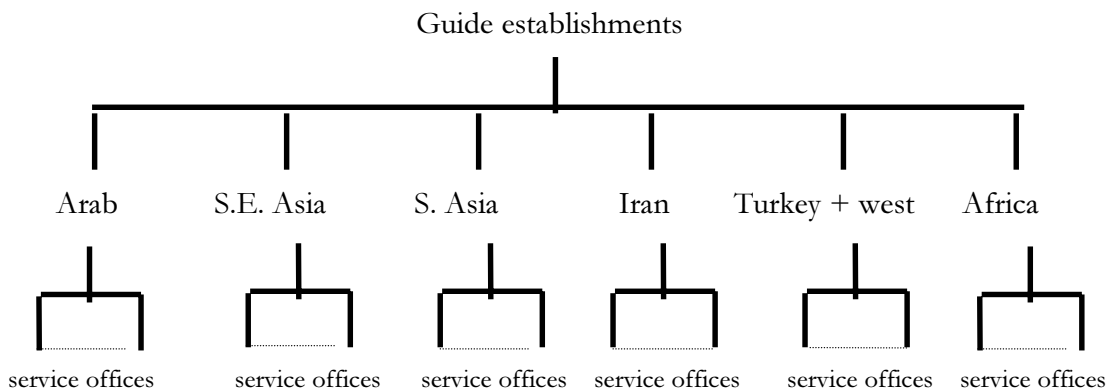 Guide establishments
Arab S.E. Asia S. Asia Iran Turkey + west Africa
service offices service offices service offices service offices service offices service offices